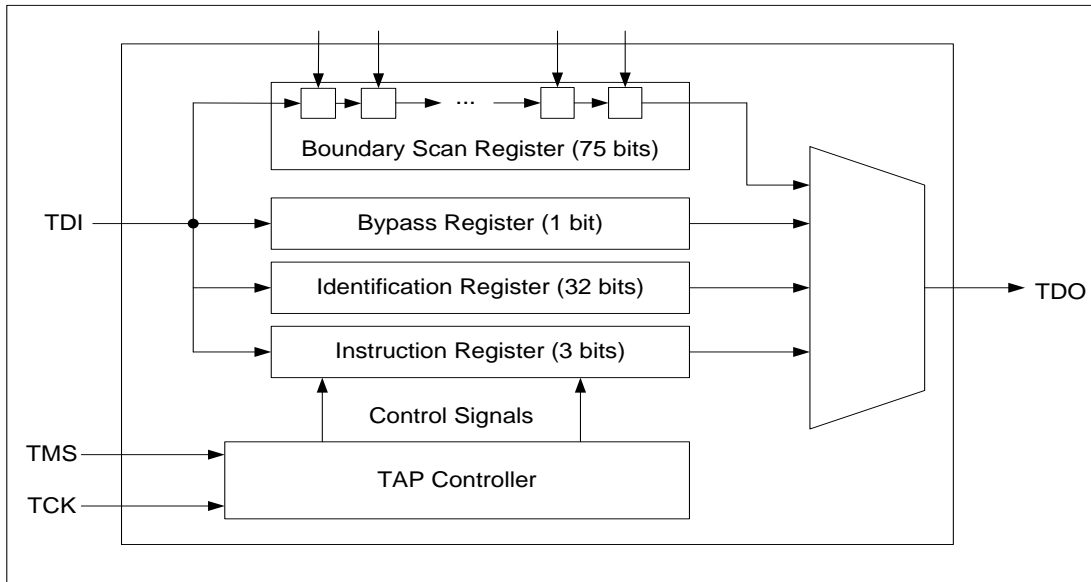 ...
Boundary Scan Register (75 bits)
TDI
Bypass Register (1 bit)
Identification Register (32 bits)
TDO
Instruction Register (3 bits)
Control Signals
TMS
TAP Controller
TCK